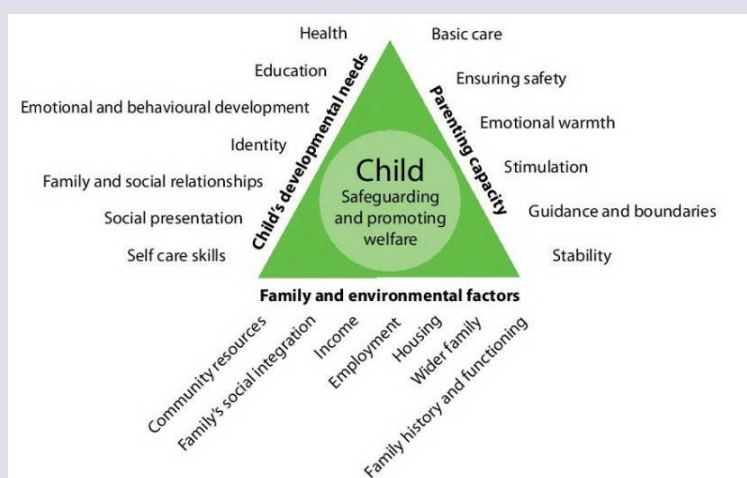 Health
Education
Emotional and behavioural development
Identity
Family and social relationships
Social presentation
Self care skills
Child's developmental needs
Child
Safeguarding
and promoting
welfare
Parenting capacity
Basic care
Ensuring safety
Emotional warmth
Stimulation
Guidance and boundaries
Stability
Family and environmental factors
Community resources
Family's social integration
Income
Employment
Housing
Wider family
Family history and functioning